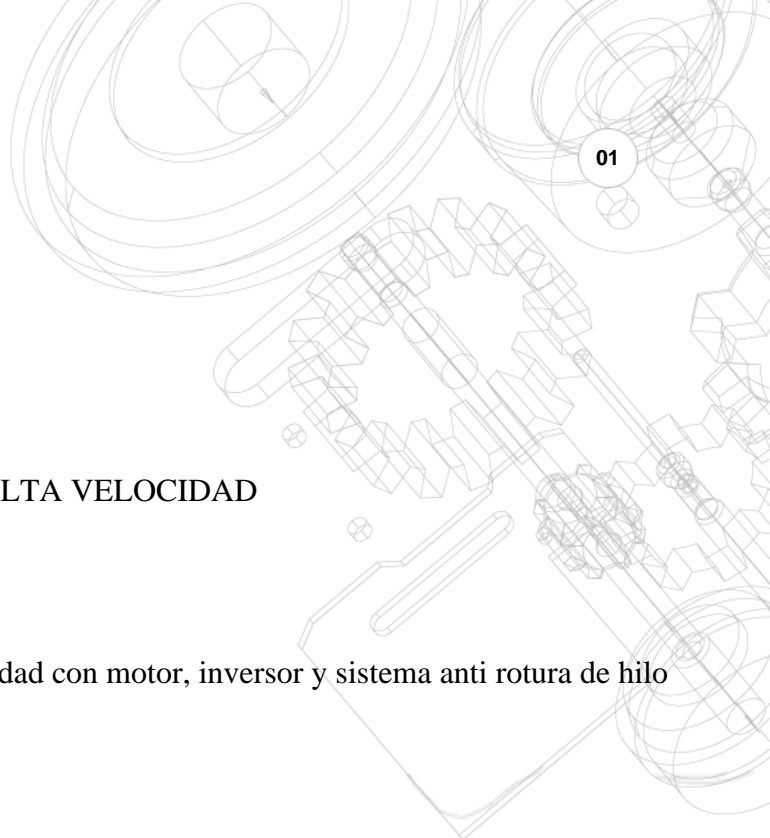 01
LTA VELOCIDAD
dad con motor, inversor y sistema anti rotura de hilo